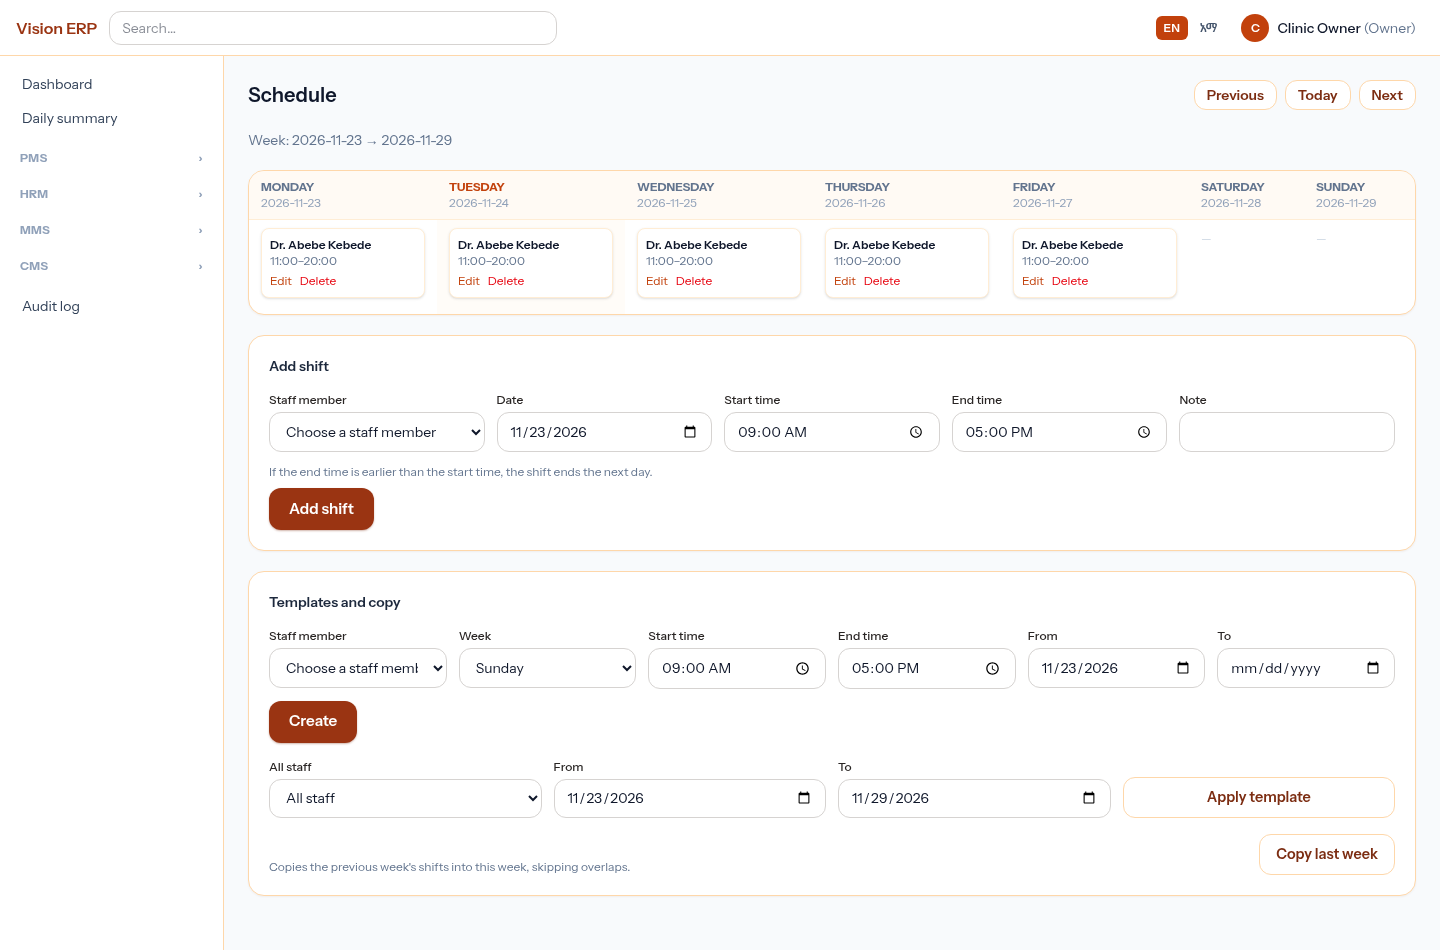 Vision ERP
Search...
EN
አማ
C
Clinic Owner (Owner)
Dashboard
Daily summary
PMS ›
HRM ›
MMS ›
CMS ›
Audit log
Schedule
Previous
Today
Next
Week: 2026-11-23 → 2026-11-29
MONDAY TUESDAY WEDNESDAY THURSDAY FRIDAY SATURDAY SUNDAY
2026-11-23 2026-11-24 2026-11-25 2026-11-26 2026-11-27 2026-11-28 2026-11-29
Dr. Abebe Kebede Dr. Abebe Kebede Dr. Abebe Kebede Dr. Abebe Kebede Dr. Abebe Kebede — —
11:00–20:00 11:00–20:00 11:00–20:00 11:00–20:00 11:00–20:00
Edit Delete Edit Delete Edit Delete Edit Delete Edit Delete
Add shift
Staff member Date Start time End time Note
Choose a staff member 11/23/2026 09:00 AM 05:00 PM
If the end time is earlier than the start time, the shift ends the next day.
Add shift
Templates and copy
Staff member Week Start time End time From To
Choose a staff memb Sunday 09:00 AM 05:00 PM 11/23/2026 mm/dd/yyyy
Create
All staff From To
All staff 11/23/2026 11/29/2026 Apply template
Copy last week
Copies the previous week's shifts into this week, skipping overlaps.